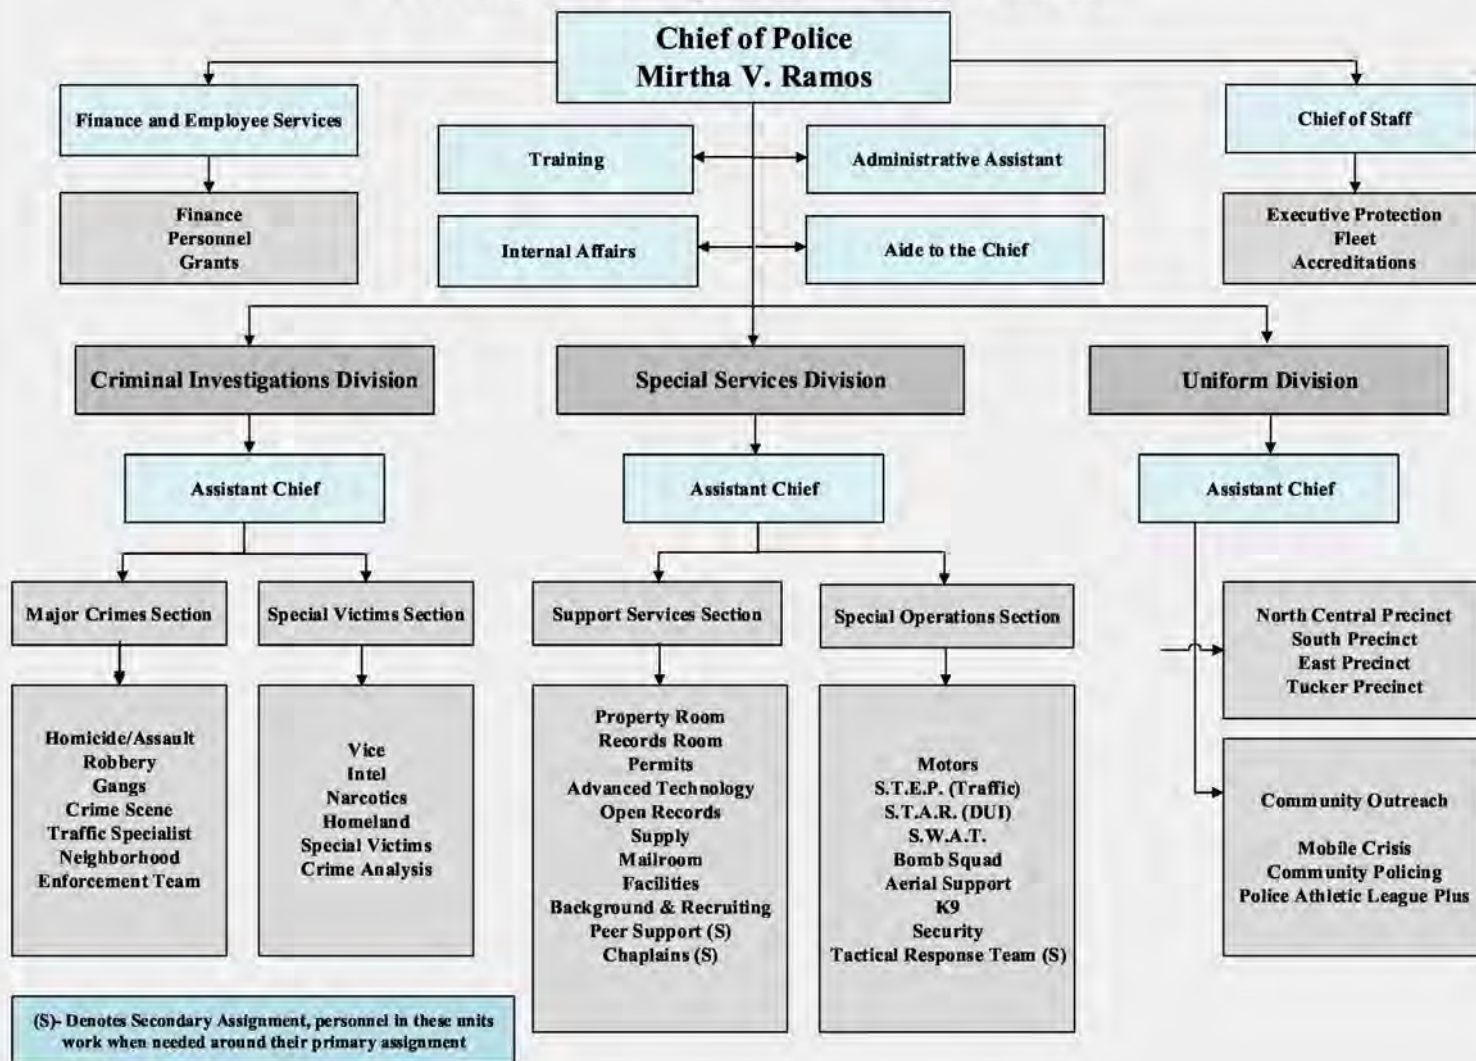 Chief of Police
Mirtha V. Ramos
Finance and Employee Services
Chief of Staff
Training
Administrative Assistant
Finance
Personnel
Grants
Executive Protection
Fleet
Accreditations
Internal Affairs
Aide to the Chief
Criminal Investigations Division
Special Services Division
Uniform Division
Assistant Chief
Assistant Chief
Assistant Chief
Major Crimes Section
Special Victims Section
Support Services Section
Special Operations Section
North Central Precinct
South Precinct
East Precinct
Tucker Precinct
Homicide/Assault
Robbery
Gangs
Crime Scene
Traffic Specialist
Neighborhood
Enforcement Team
Vice
Intel
Narcotics
Homeland
Special Victims
Crime Analysis
Property Room
Records Room
Permits
Advanced Technology
Open Records
Supply
Mailroom
Facilities
Background & Recruiting
Peer Support (S)
Chaplains (S)
Motors
S.T.E.P. (Traffic)
S.T.A.R. (DUI)
S.W.A.T.
Bomb Squad
Aerial Support
K9
Security
Tactical Response Team (S)
Community Outreach
Mobile Crisis
Community Policing
Police Athletic League Plus
(S)- Denotes Secondary Assignment, personnel in these units
work when needed around their primary assignment